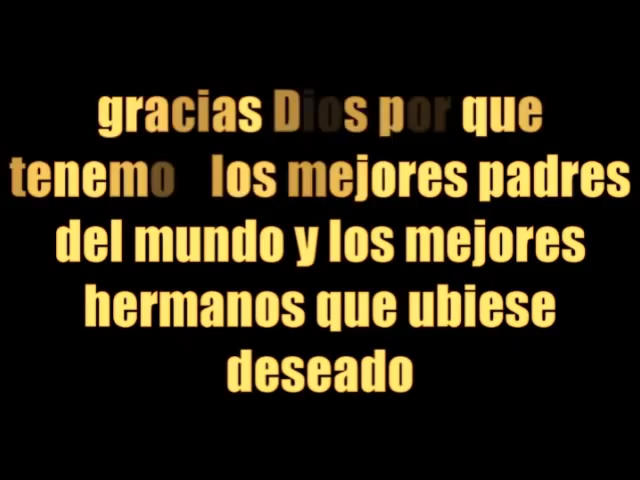 gracias Dios por que
tenemo los mejores padres
del mundo y los mejores
hermanos que ubiese
deseado